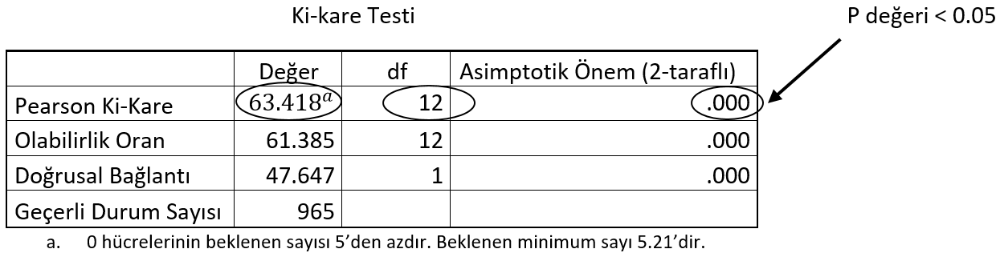 Ki-kare Testi
P değeri < 0.05
Değer df Asimptotik Önem (2-taraflı)
Pearson Ki-Kare 63.418ᵃ 12 .000
Olabilirlik Oran 61.385 12 .000
Doğrusal Bağlantı 47.647 1 .000
Geçerli Durum Sayısı 965
a. 0 hücrelerinin beklenen sayısı 5’den azdır. Beklenen minimum sayı 5.21’dir.